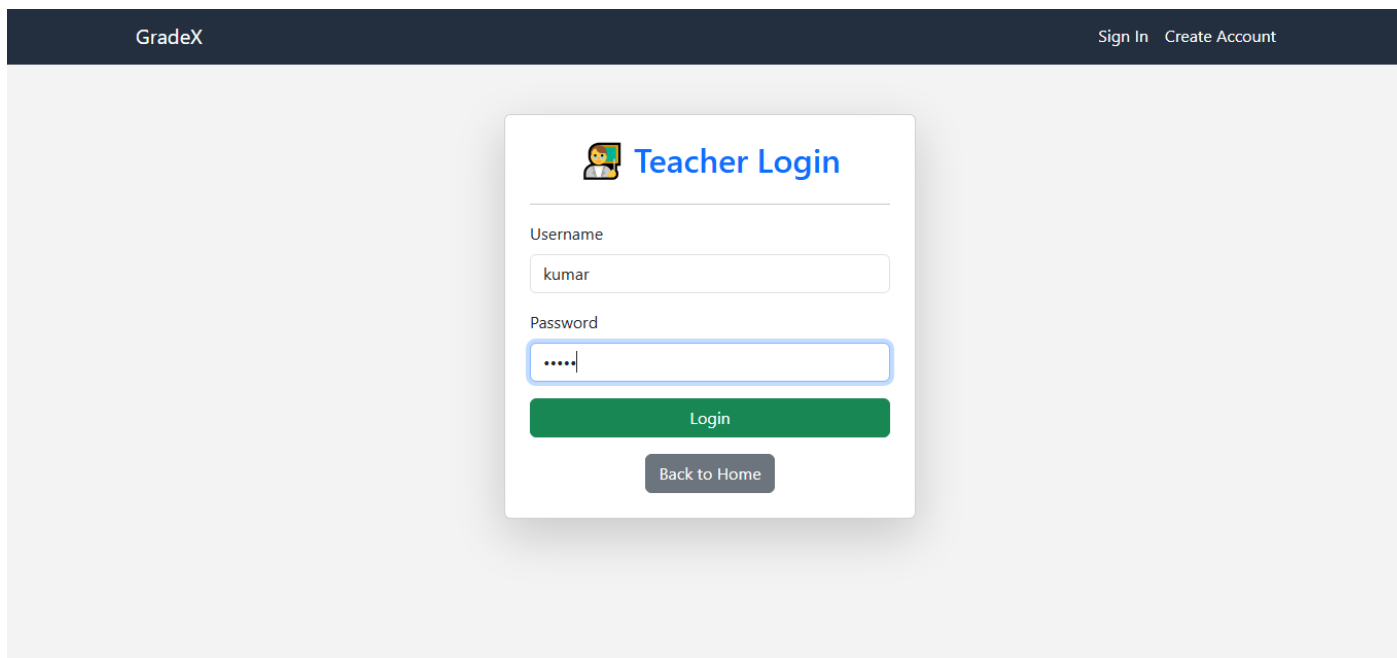 GradeX Sign In Create Account
Teacher Login
Username
kumar
Password
•••••
Login
Back to Home